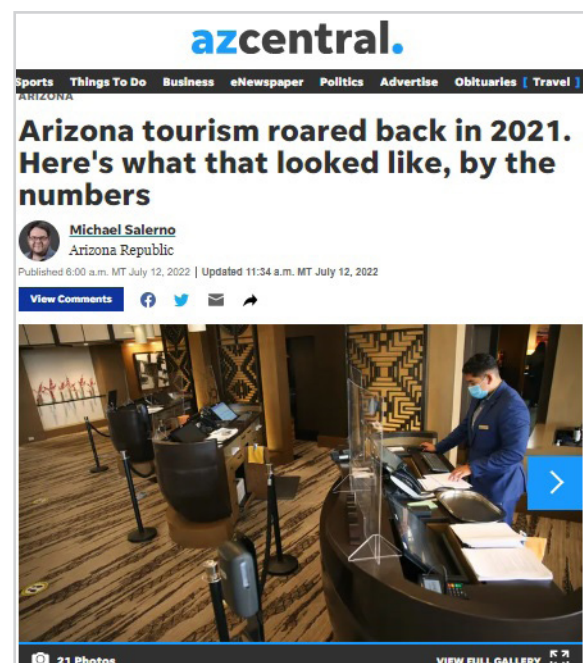 azcentral.
Sports Things To Do Business eNewspaper Politics Advertise Obituaries [ Travel ]
ARIZONA
Arizona tourism roared back in 2021.
Here's what that looked like, by the
numbers
Michael Salerno
Arizona Republic
Published 6:00 a.m. MT July 12, 2022 | Updated 11:34 a.m. MT July 12, 2022
View Comments
21 Photos
VIEW FULL GALLERY